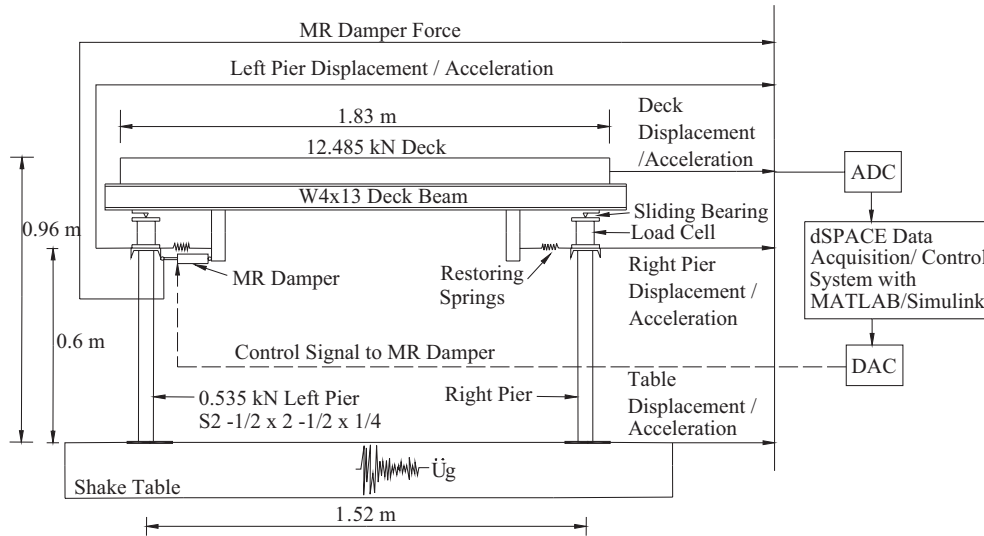 MR Damper Force
Left Pier Displacement / Acceleration
1.83 m
12.485 kN Deck
Deck
Displacement
/Acceleration
ADC
W4x13 Deck Beam
Sliding Bearing
Load Cell
0.96 m
dSPACE Data
Acquisition/ Control
System with
MATLAB/Simulink
MR Damper
Restoring
Springs
Right Pier
Displacement /
Acceleration
0.6 m
Control Signal to MR Damper
DAC
0.535 kN Left Pier
S2 -1/2 x 2 -1/2 x 1/4
Right Pier
Table
Displacement /
Acceleration
Üg
Shake Table
1.52 m